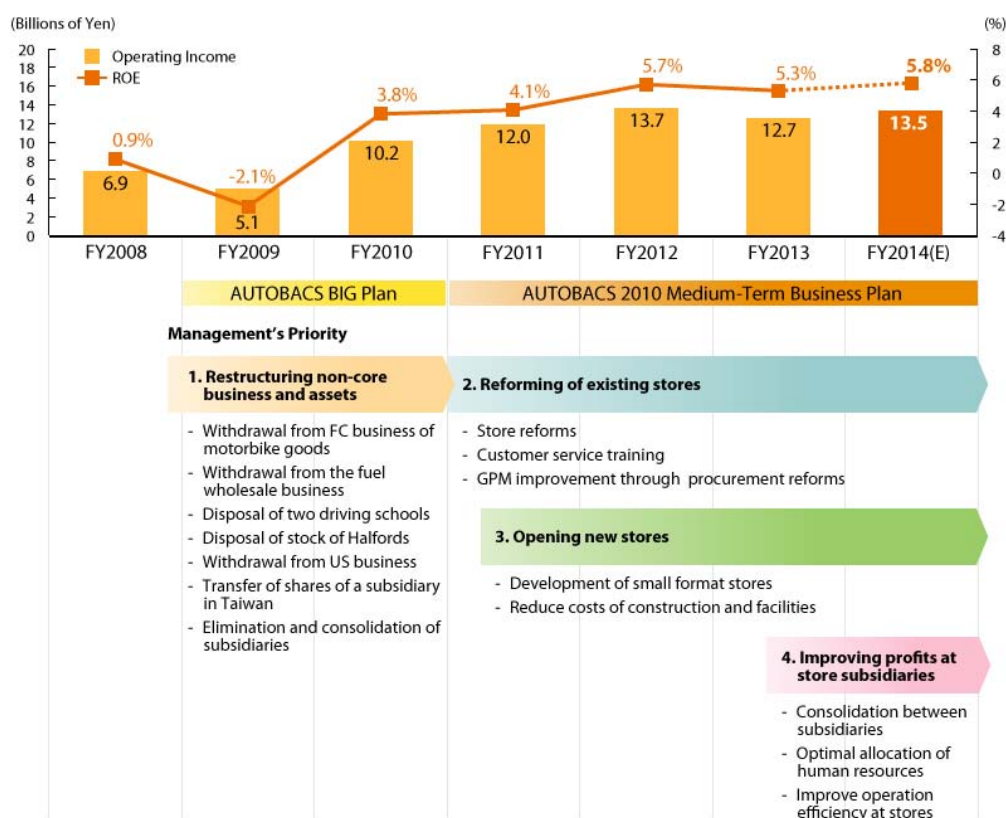 (Billions of Yen)
(%)
20
18
16
14
12
10
8
6
4
2
0
8
6
4
2
0
-2
-4
Operating Income
ROE
0.9%
-2.1%
3.8%
4.1%
5.7%
5.3%
5.8%
6.9
5.1
10.2
12.0
13.7
12.7
13.5
FY2008
FY2009
FY2010
FY2011
FY2012
FY2013
FY2014(E)
AUTOBACS BIG Plan
AUTOBACS 2010 Medium-Term Business Plan
Management's Priority
1. Restructuring non-core
business and assets
- Withdrawal from FC business of
motorbike goods
- Withdrawal from the fuel
wholesale business
- Disposal of two driving schools
- Disposal of stock of Halfords
- Withdrawal from US business
- Transfer of shares of a subsidiary
in Taiwan
- Elimination and consolidation of
subsidiaries
2. Reforming of existing stores
- Store reforms
- Customer service training
- GPM improvement through procurement reforms
3. Opening new stores
- Development of small format stores
- Reduce costs of construction and facilities
4. Improving profits at
store subsidiaries
- Consolidation between
subsidiaries
- Optimal allocation of
human resources
- Improve operation
efficiency at stores